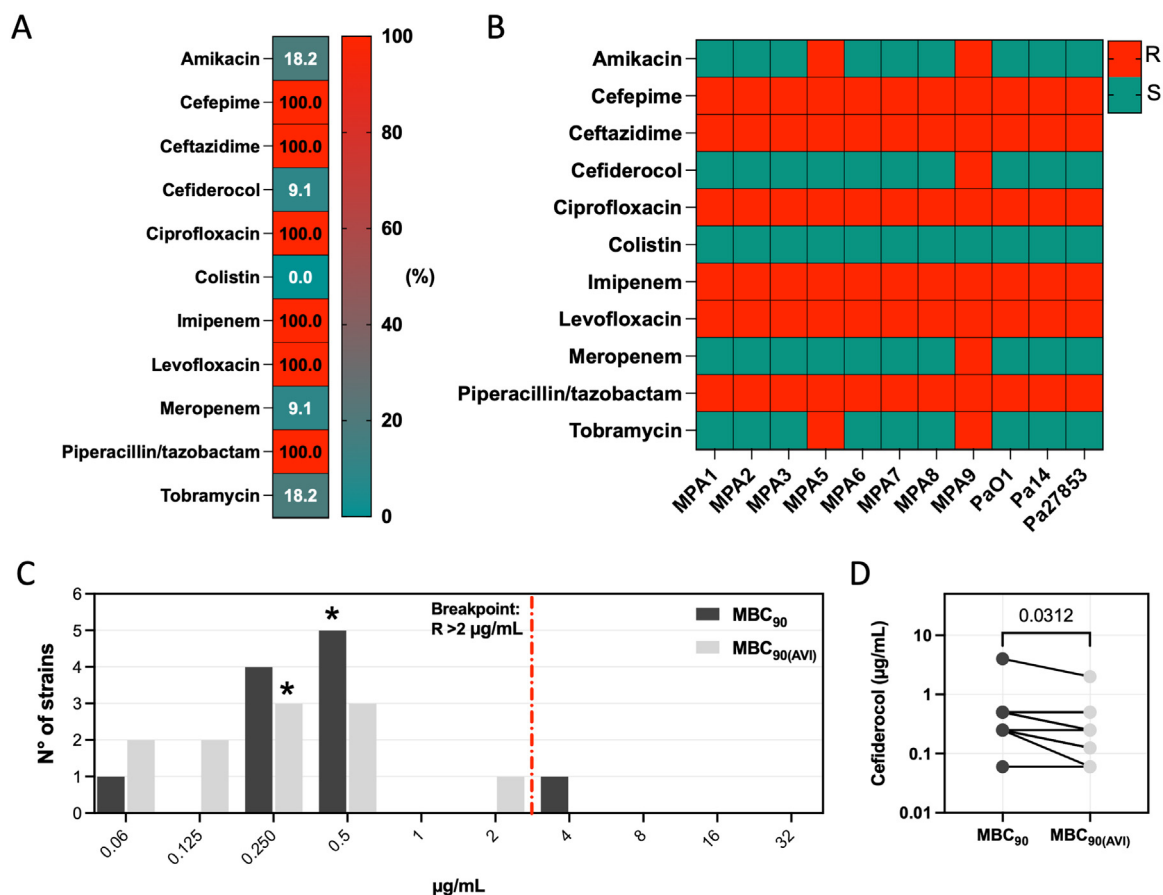 A
Amikacin 18.2
Cefepime 100.0
Ceftazidime 100.0
Cefiderocol 9.1
Ciprofloxacin 100.0
Colistin 0.0
Imipenem 100.0
Levofloxacin 100.0
Meropenem 9.1
Piperacillin/tazobactam 100.0
Tobramycin 18.2
100
80
60
40
20
0
(%)
B
Amikacin
Cefepime
Ceftazidime
Cefiderocol
Ciprofloxacin
Colistin
Imipenem
Levofloxacin
Meropenem
Piperacillin/tazobactam
Tobramycin
MPA1 MPA2 MPA3 MPA5 MPA6 MPA7 MPA8 MPA9 PaO1 Pa14 Pa27853
R
S
C
N° of strains
6
5
4
3
2
1
0
* *
Breakpoint:
R >2 µg/mL
MBC90
MBC90(AVI)
0.06 0.125 0.250 0.5 1 2 4 8 16 32
µg/mL
D
0.0312
Cefiderocol (µg/mL)
10
1
0.1
0.01
MBC90 MBC90(AVI)